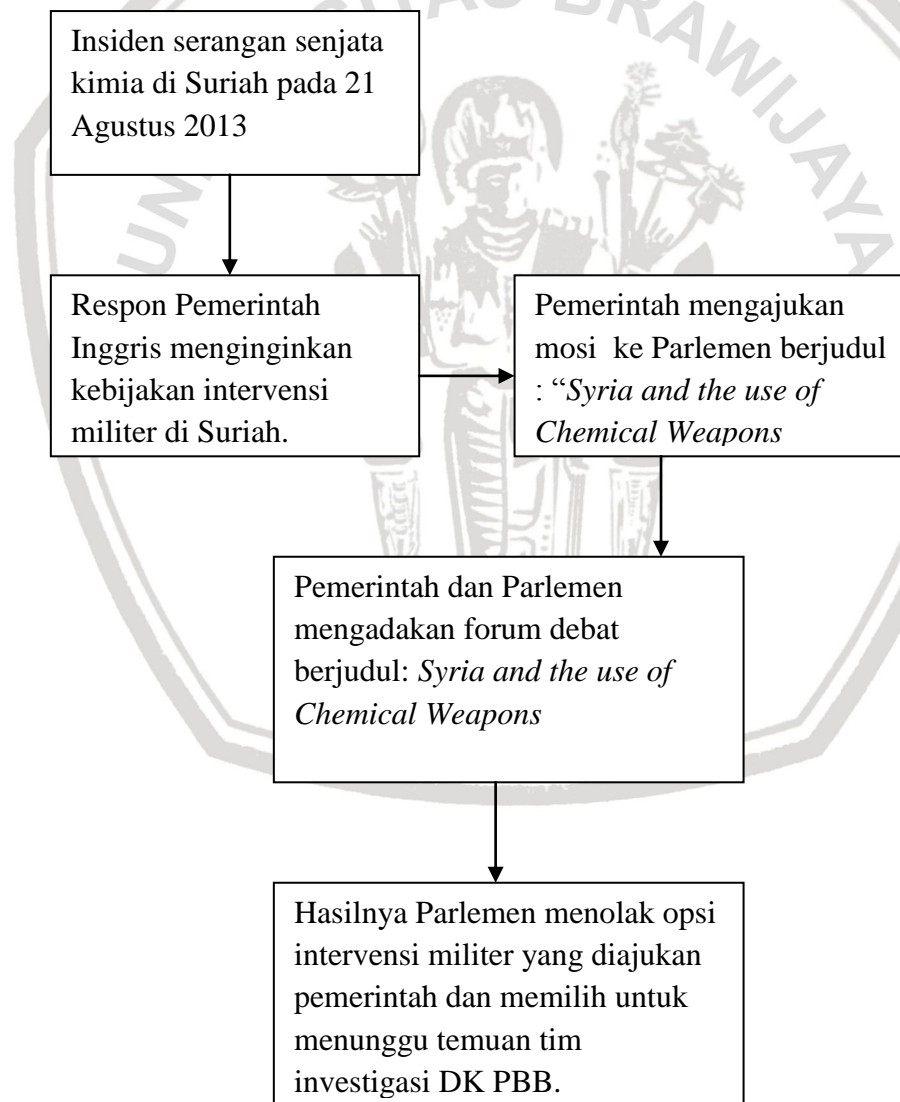 UNIVERSITAS BRAWIJAYA
Insiden serangan senjata
kimia di Suriah pada 21
Agustus 2013
Respon Pemerintah
Inggris menginginkan
kebijakan intervensi
militer di Suriah.
Pemerintah mengajukan
mosi ke Parlemen berjudul
: “Syria and the use of
Chemical Weapons
Pemerintah dan Parlemen
mengadakan forum debat
berjudul: Syria and the use of
Chemical Weapons
Hasilnya Parlemen menolak opsi
intervensi militer yang diajukan
pemerintah dan memilih untuk
menunggu temuan tim
investigasi DK PBB.